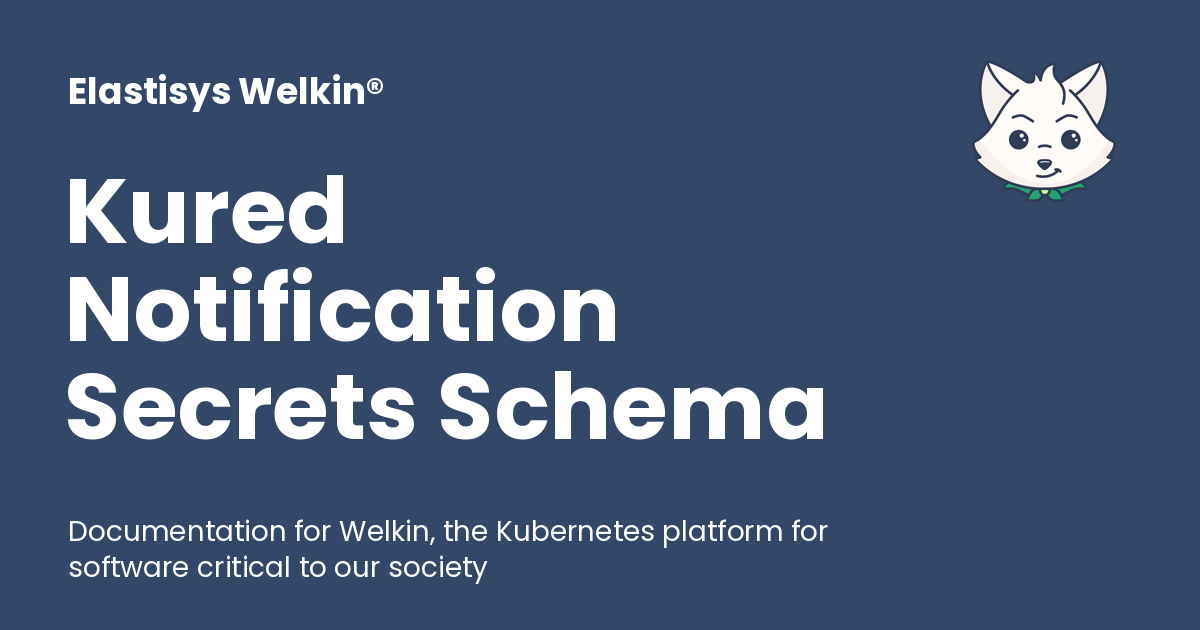 Elastisys Welkin®
Kured
Notification
Secrets Schema
Documentation for Welkin, the Kubernetes platform for
software critical to our society